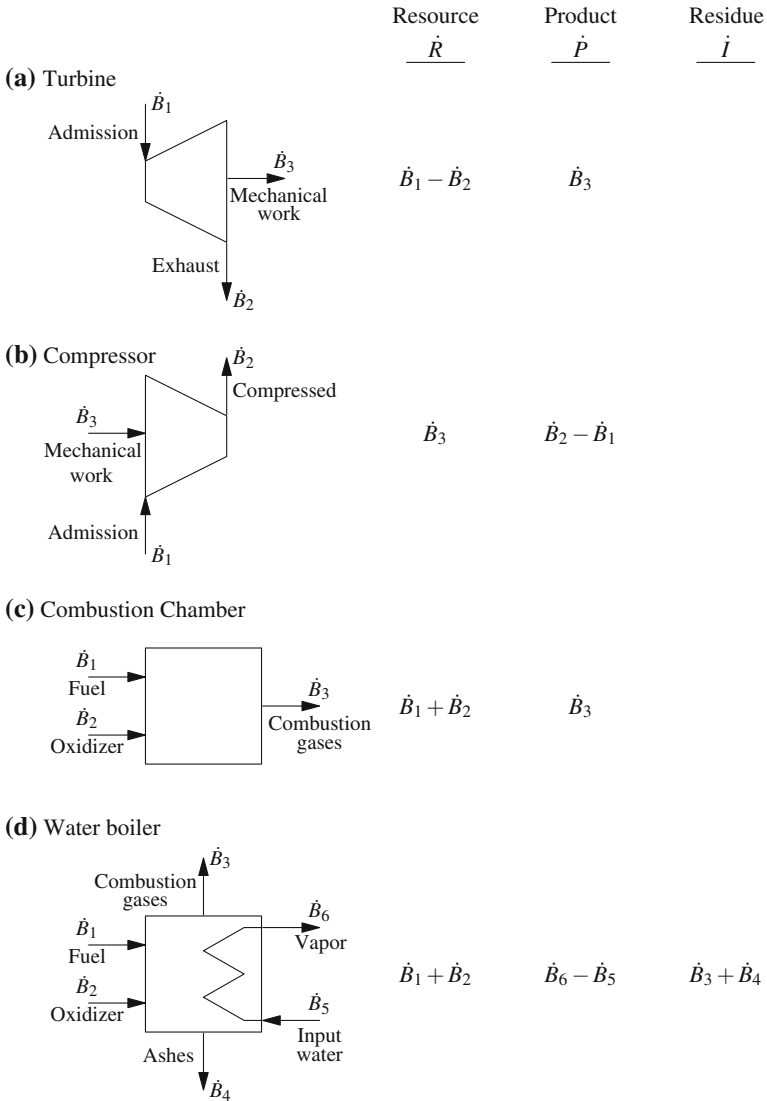 Resource Product Residue
Ṙ Ṗ İ
(a) Turbine
Ḃ1
Admission
Ḃ3
Mechanical
work
Exhaust
Ḃ2
Ḃ1 − Ḃ2 Ḃ3
(b) Compressor
Ḃ2
Compressed
Ḃ3
Mechanical
work
Admission
Ḃ1
Ḃ3 Ḃ2 − Ḃ1
(c) Combustion Chamber
Ḃ1
Fuel
Ḃ2
Oxidizer
Ḃ3
Combustion
gases
Ḃ1 + Ḃ2 Ḃ3
(d) Water boiler
Ḃ3
Combustion
gases
Ḃ1
Fuel
Ḃ2
Oxidizer
Ḃ6
Vapor
Ḃ5
Input
water
Ashes
Ḃ4
Ḃ1 + Ḃ2 Ḃ6 − Ḃ5 Ḃ3 + Ḃ4